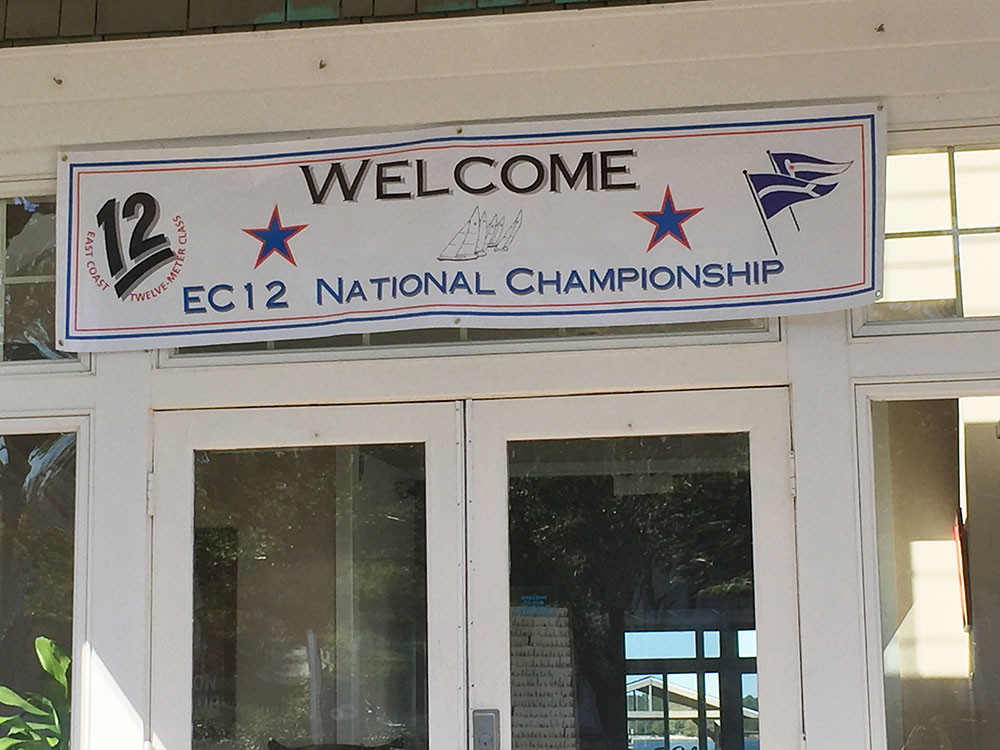 WELCOME
12
EAST COAST
TWELVE-METER CLASS
EC12 NATIONAL CHAMPIONSHIP